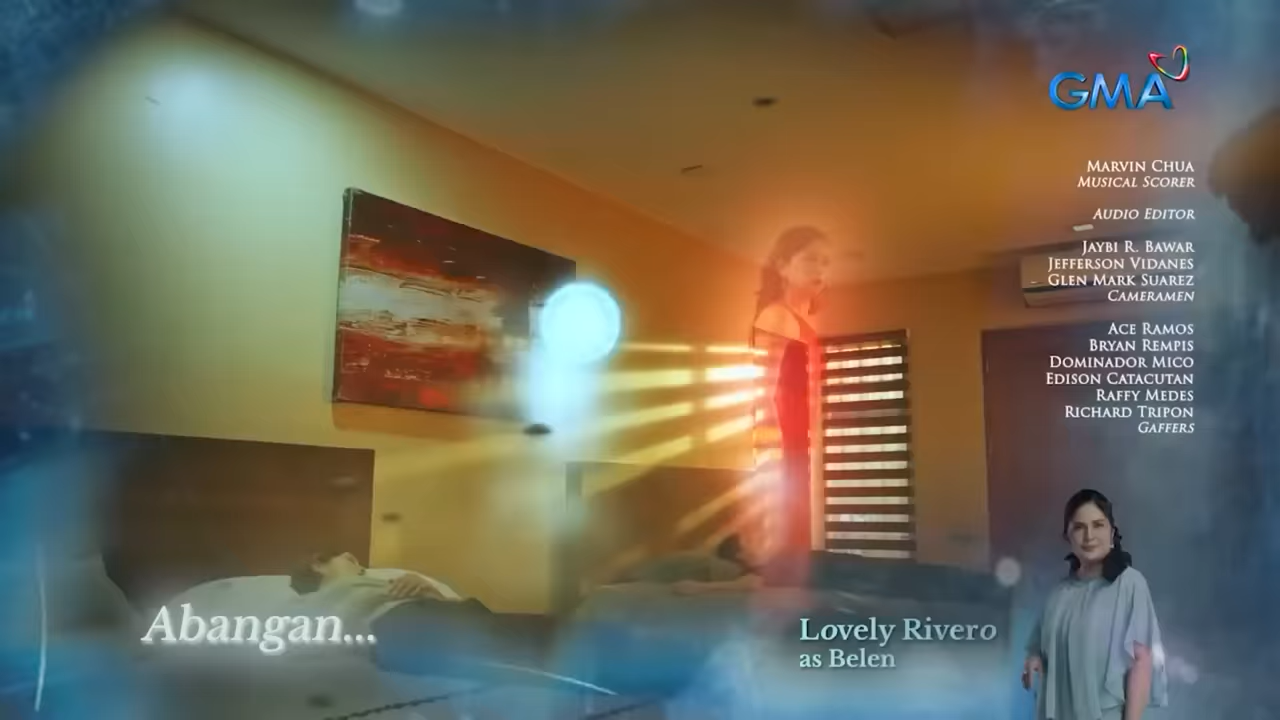 GMA
Marvin Chua
Musical Scorer
Audio Editor
Jaybi R. Bawar
Jefferson Vidanes
Glen Mark Suarez
Cameramen
Ace Ramos
Bryan Rempis
Dominador Mico
Edison Catacutan
Raffy Medes
Richard Tripon
Gaffers
Abangan...
Lovely Rivero
as Belen